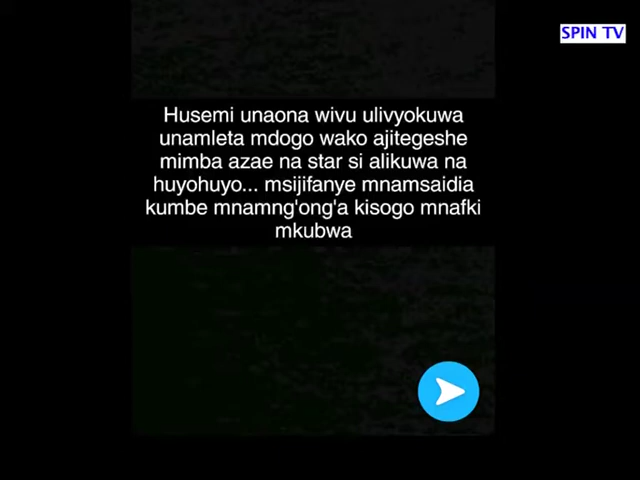 SPIN TV
Husemi unaona wivu ulivyokuwa
unamleta mdogo wako ajitegeshe
mimba azae na star si alikuwa na
huyohuyo... msijifanye mnamsaidia
kumbe mnamng'ong'a kisogo mnafki
mkubwa